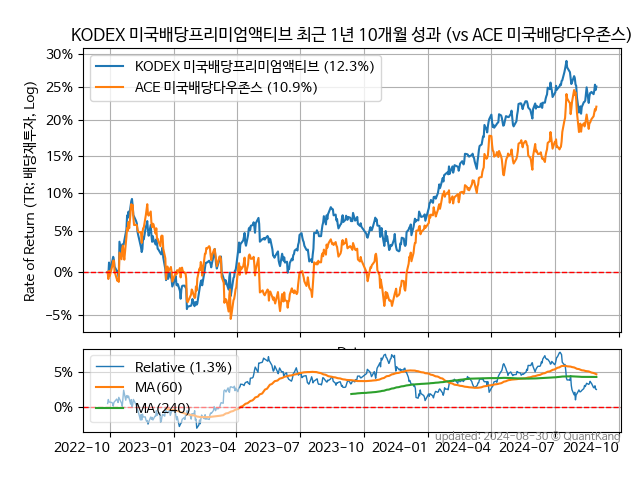 KODEX 미국배당프리미엄액티브 최근 1년 10개월 성과 (vs ACE 미국배당다우존스)
Rate of Return (TR: 배당재투자, Log)
30%
25%
20%
15%
10%
5%
0%
−5%
KODEX 미국배당프리미엄액티브 (12.3%)
ACE 미국배당다우존스 (10.9%)
5%
0%
Relative (1.3%)
MA(60)
MA(240)
2022−10 2023−01 2023−04 2023−07 2023−10 2024−01 2024−04 2024−07 2024−10
updated: 2024−08−30 © QuantKang